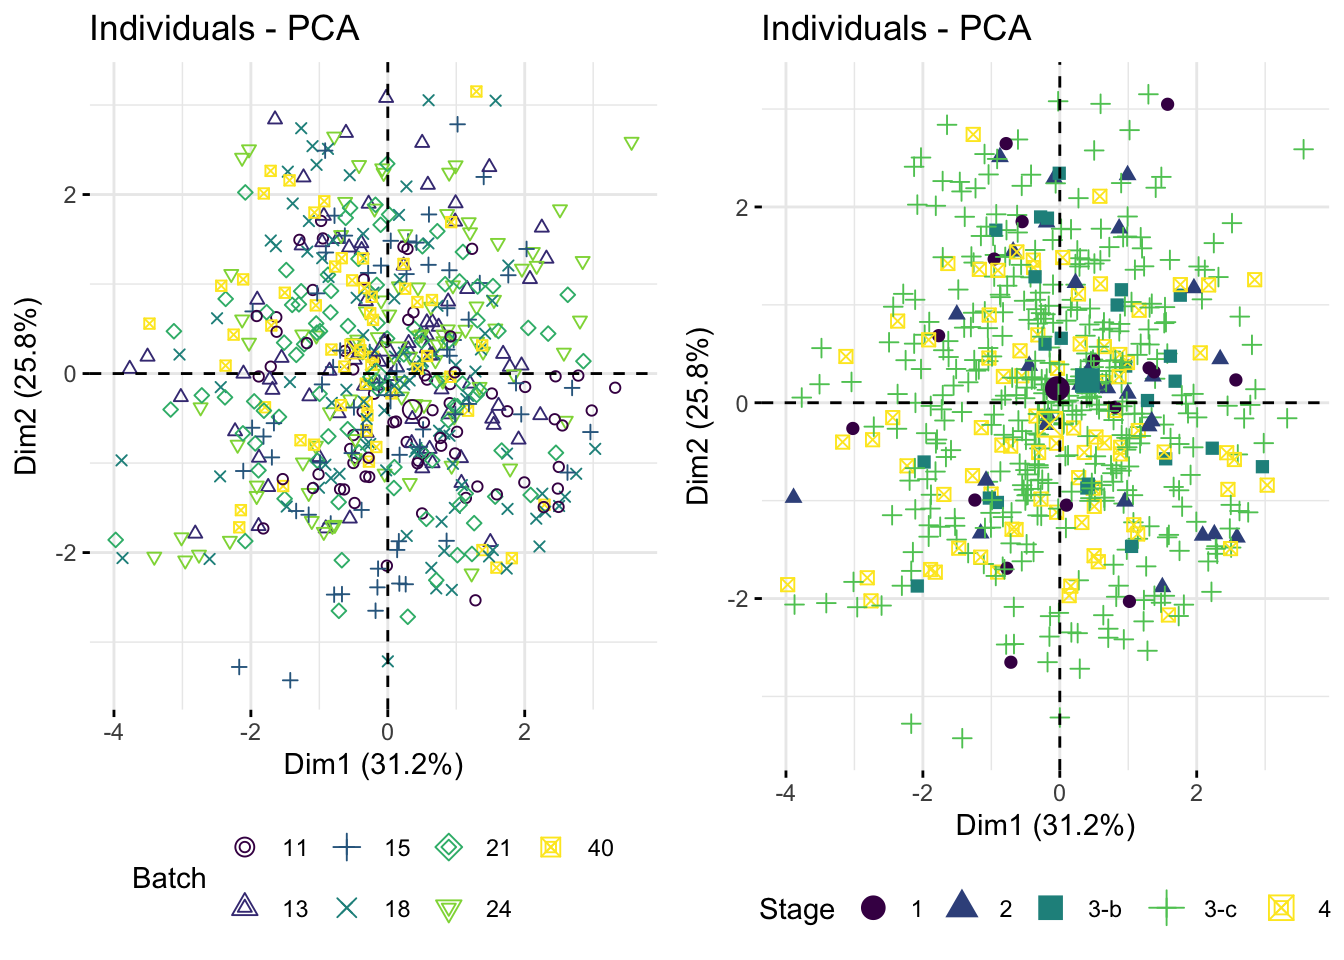 Individuals - PCA
Dim2 (25.8%)
2
0
-2
-4
-2
0
2
Dim1 (31.2%)
Batch
11
15
21
40
13
18
24
Individuals - PCA
Dim2 (25.8%)
2
0
-2
-4
-2
0
2
Dim1 (31.2%)
Stage
1
2
3-b
3-c
4